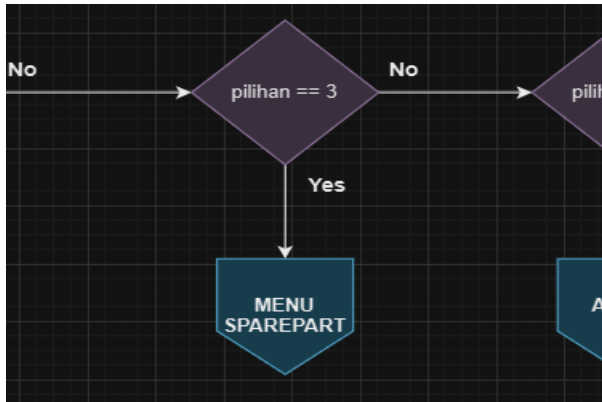 No
pilihan == 3
No
Yes
MENU
SPAREPART